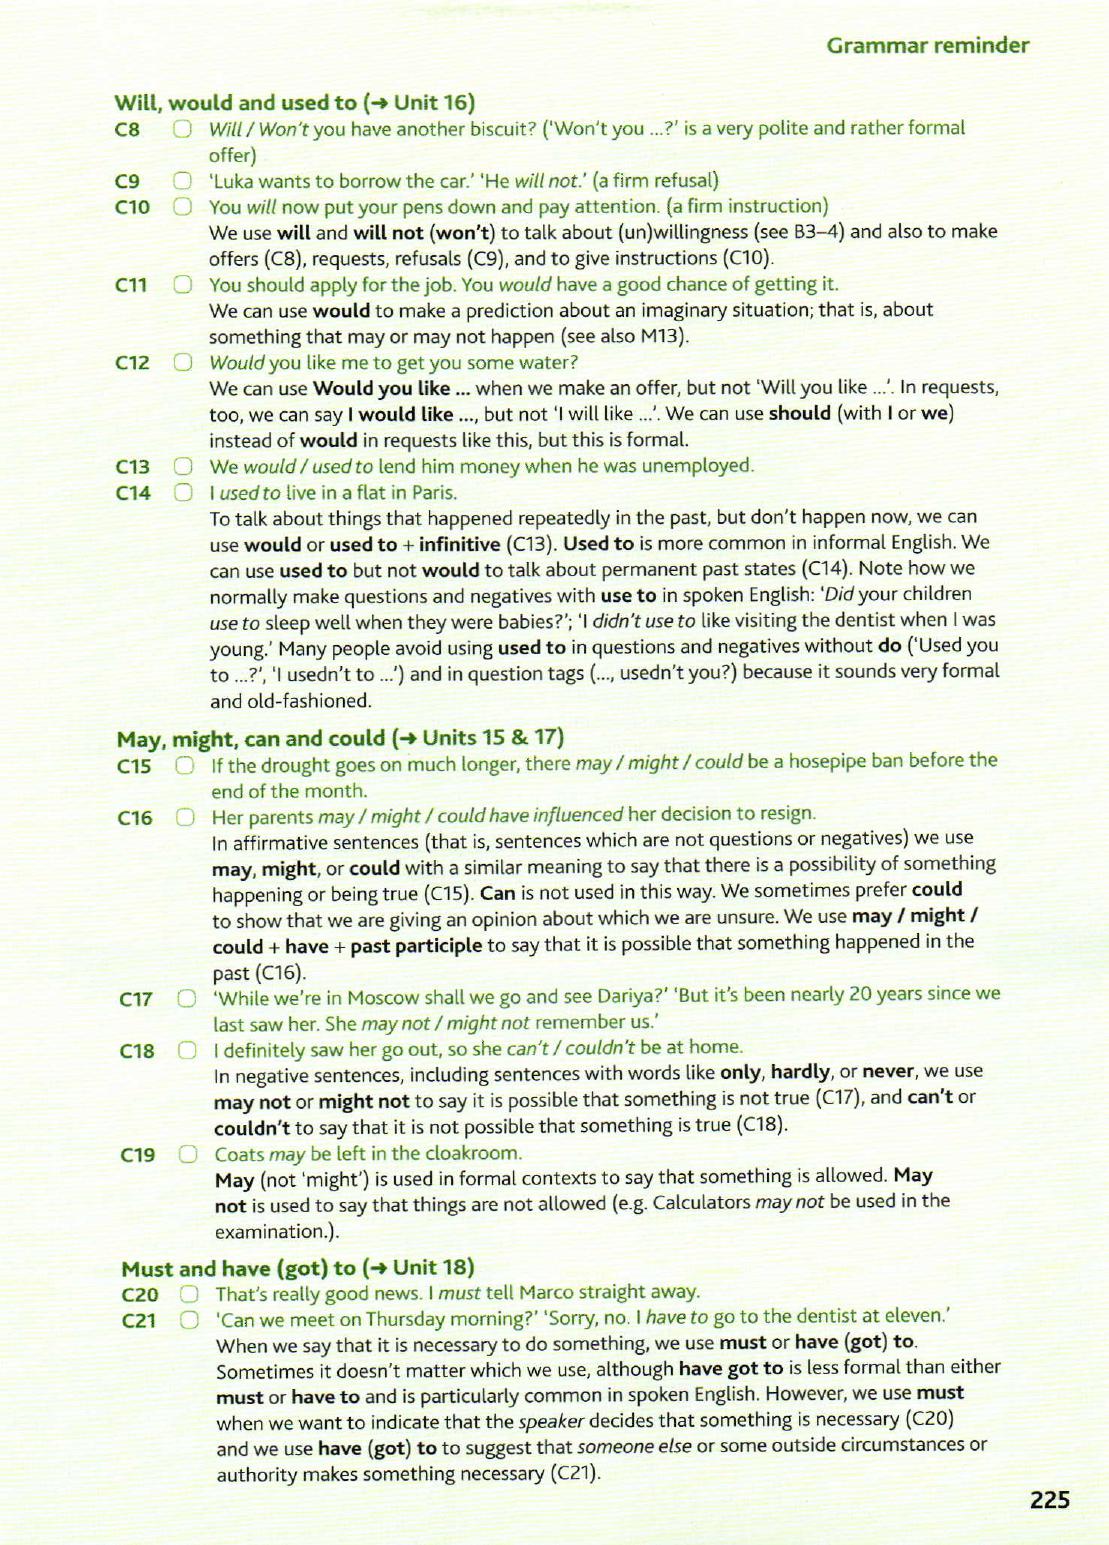 Grammar reminder
Will, would and used to (➔ Unit 16)
C8 Will / Won't you have another biscuit? ('Won't you ...?' is a very polite and rather formal
offer)
C9 'Luka wants to borrow the car.' 'He will not.' (a firm refusal)
C10 You will now put your pens down and pay attention. (a firm instruction)
We use will and will not (won't) to talk about (un)willingness (see B3–4) and also to make
offers (C8), requests, refusals (C9), and to give instructions (C10).
C11 You should apply for the job. You would have a good chance of getting it.
We can use would to make a prediction about an imaginary situation; that is, about
something that may or may not happen (see also M13).
C12 Would you like me to get you some water?
We can use Would you like ... when we make an offer, but not 'Will you like ...'. In requests,
too, we can say I would like ..., but not 'I will like ...'. We can use should (with I or we)
instead of would in requests like this, but this is formal.
C13 We would / used to lend him money when he was unemployed.
C14 I used to live in a flat in Paris.
To talk about things that happened repeatedly in the past, but don't happen now, we can
use would or used to + infinitive (C13). Used to is more common in informal English. We
can use used to but not would to talk about permanent past states (C14). Note how we
normally make questions and negatives with use to in spoken English: 'Did your children
use to sleep well when they were babies?'; 'I didn't use to like visiting the dentist when I was
young.' Many people avoid using used to in questions and negatives without do ('Used you
to ...?', 'I usedn't to ...') and in question tags (..., usedn't you?) because it sounds very formal
and old-fashioned.
May, might, can and could (➔ Units 15 & 17)
C15 If the drought goes on much longer, there may / might / could be a hosepipe ban before the
end of the month.
C16 Her parents may / might / could have influenced her decision to resign.
In affirmative sentences (that is, sentences which are not questions or negatives) we use
may, might, or could with a similar meaning to say that there is a possibility of something
happening or being true (C15). Can is not used in this way. We sometimes prefer could
to show that we are giving an opinion about which we are unsure. We use may / might /
could + have + past participle to say that it is possible that something happened in the
past (C16).
C17 'While we're in Moscow shall we go and see Dariya?' 'But it's been nearly 20 years since we
last saw her. She may not / might not remember us.'
C18 I definitely saw her go out, so she can't / couldn't be at home.
In negative sentences, including sentences with words like only, hardly, or never, we use
may not or might not to say it is possible that something is not true (C17), and can't or
couldn't to say that it is not possible that something is true (C18).
C19 Coats may be left in the cloakroom.
May (not 'might') is used in formal contexts to say that something is allowed. May
not is used to say that things are not allowed (e.g. Calculators may not be used in the
examination.).
Must and have (got) to (➔ Unit 18)
C20 That's really good news. I must tell Marco straight away.
C21 'Can we meet on Thursday morning?' 'Sorry, no. I have to go to the dentist at eleven.'
When we say that it is necessary to do something, we use must or have (got) to.
Sometimes it doesn't matter which we use, although have got to is less formal than either
must or have to and is particularly common in spoken English. However, we use must
when we want to indicate that the speaker decides that something is necessary (C20)
and we use have (got) to to suggest that someone else or some outside circumstances or
authority makes something necessary (C21).
225